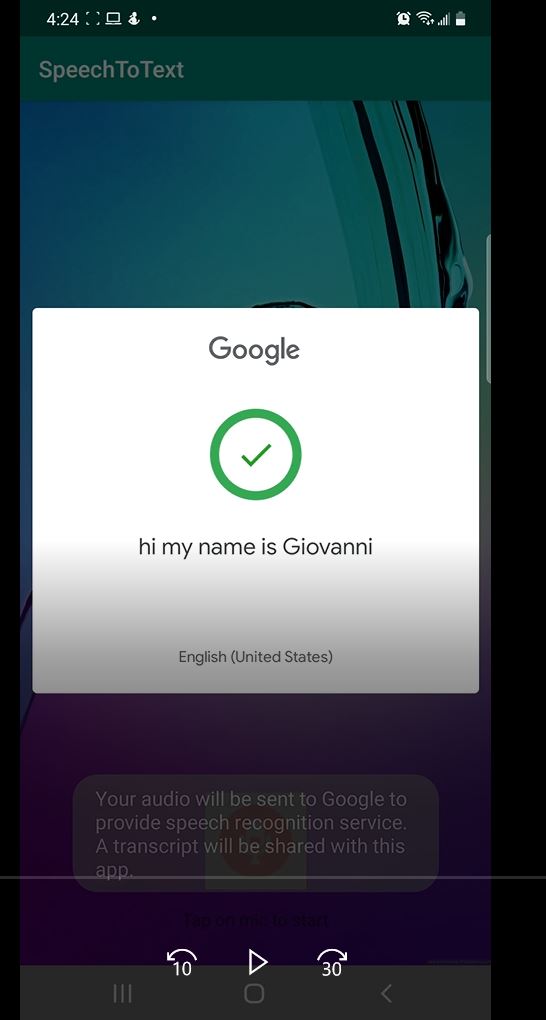 4:24
SpeechToText
Google
hi my name is Giovanni
English (United States)
Your audio will be sent to Google to
provide speech recognition service.
A transcript will be shared with this
app.
Tap on mic to start
10
30